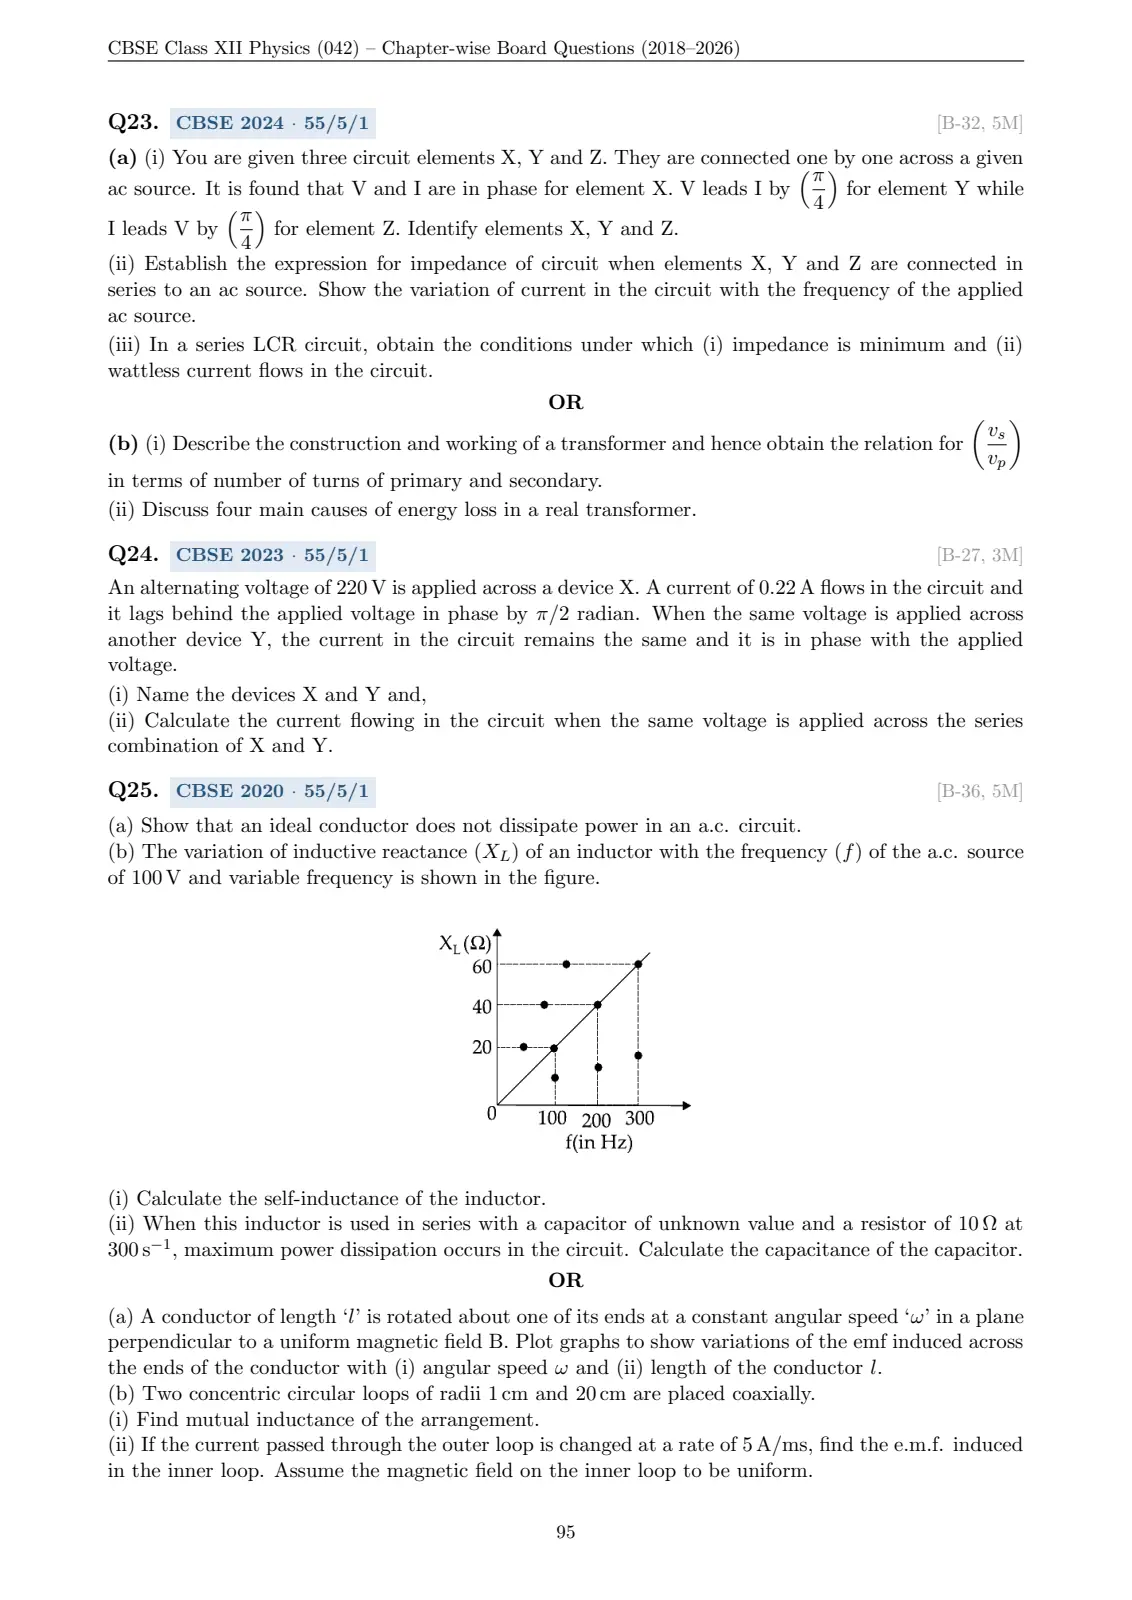 CBSE Class XII Physics (042) – Chapter-wise Board Questions (2018–2026)
Q23. CBSE 2024 · 55/5/1 [B-32, 5M]
(a) (i) You are given three circuit elements X, Y and Z. They are connected one by one across a given
ac source. It is found that V and I are in phase for element X. V leads I by (π/4) for element Y while
I leads V by (π/4) for element Z. Identify elements X, Y and Z.
(ii) Establish the expression for impedance of circuit when elements X, Y and Z are connected in
series to an ac source. Show the variation of current in the circuit with the frequency of the applied
ac source.
(iii) In a series LCR circuit, obtain the conditions under which (i) impedance is minimum and (ii)
wattless current flows in the circuit.
OR
(b) (i) Describe the construction and working of a transformer and hence obtain the relation for (v_s/v_p)
in terms of number of turns of primary and secondary.
(ii) Discuss four main causes of energy loss in a real transformer.
Q24. CBSE 2023 · 55/5/1 [B-27, 3M]
An alternating voltage of 220 V is applied across a device X. A current of 0.22 A flows in the circuit and
it lags behind the applied voltage in phase by π/2 radian. When the same voltage is applied across
another device Y, the current in the circuit remains the same and it is in phase with the applied
voltage.
(i) Name the devices X and Y and,
(ii) Calculate the current flowing in the circuit when the same voltage is applied across the series
combination of X and Y.
Q25. CBSE 2020 · 55/5/1 [B-36, 5M]
(a) Show that an ideal conductor does not dissipate power in an a.c. circuit.
(b) The variation of inductive reactance (X_L) of an inductor with the frequency (f) of the a.c. source
of 100 V and variable frequency is shown in the figure.
X_L(Ω)
60
40
20
0 100 200 300
f(in Hz)
(i) Calculate the self-inductance of the inductor.
(ii) When this inductor is used in series with a capacitor of unknown value and a resistor of 10 Ω at
300 s⁻¹, maximum power dissipation occurs in the circuit. Calculate the capacitance of the capacitor.
OR
(a) A conductor of length ‘l’ is rotated about one of its ends at a constant angular speed ‘ω’ in a plane
perpendicular to a uniform magnetic field B. Plot graphs to show variations of the emf induced across
the ends of the conductor with (i) angular speed ω and (ii) length of the conductor l.
(b) Two concentric circular loops of radii 1 cm and 20 cm are placed coaxially.
(i) Find mutual inductance of the arrangement.
(ii) If the current passed through the outer loop is changed at a rate of 5 A/ms, find the e.m.f. induced
in the inner loop. Assume the magnetic field on the inner loop to be uniform.
95